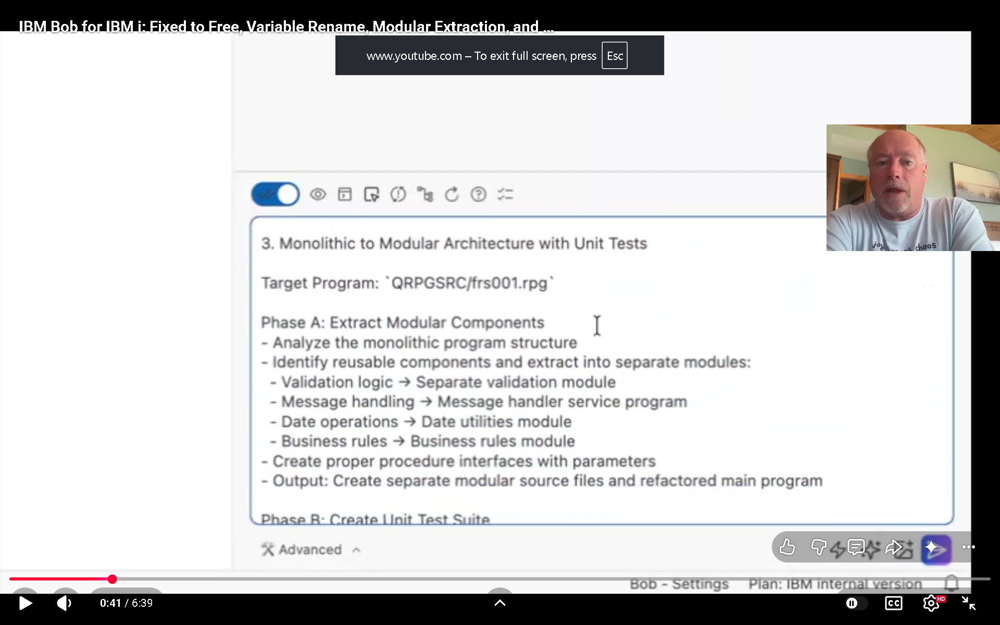 IBM Bob for IBM i: Fixed to Free, Variable Rename, Modular Extraction, and ...
www.youtube.com – To exit full screen, press Esc
3. Monolithic to Modular Architecture with Unit Tests
Target Program: `QRPGSRC/frs001.rpg`
Phase A: Extract Modular Components
- Analyze the monolithic program structure
- Identify reusable components and extract into separate modules:
- Validation logic → Separate validation module
- Message handling → Message handler service program
- Date operations → Date utilities module
- Business rules → Business rules module
- Create proper procedure interfaces with parameters
- Output: Create separate modular source files and refactored main program
Phase B: Create Unit Test Suite
Advanced
Bob - Settings Plan: IBM internal version
0:41 / 6:39
CC
HD